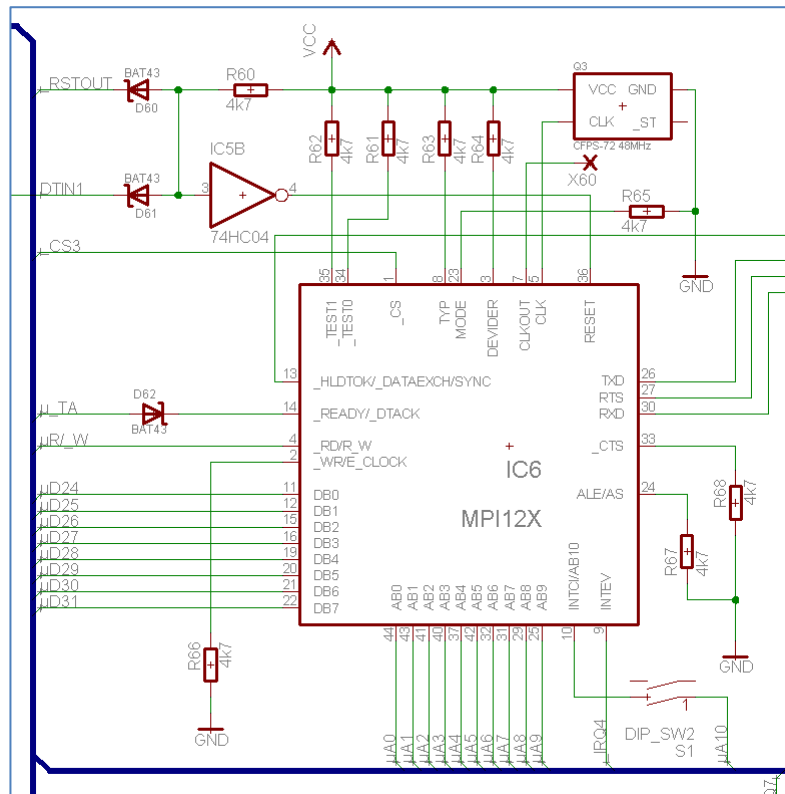 VCC
_RSTOUT
BAT43
D60
R60
4k7
R62
4k7
R61
4k7
R63
4k7
R64
4k7
Q3
VCC GND
CLK _ST
CFPS-72 48MHz
X60
DTIN1
BAT43
D61
IC5B
3
4
74HC04
R65
4k7
GND
_CS3
35
34
1
8
23
3
7
5
36
_TEST1
_TEST0
_CS
TYP
MODE
DEVIDER
CLKOUT
CLK
RESET
13 _HLDTOK/_DATAEXCH/SYNC
TXD 26
RTS 27
RXD 30
µ_TA
D62
BAT43
14 _READY/_DTACK
µR/_W
4 _RD/R_W
2 _WR/E_CLOCK
_CTS 33
IC6
MPI12X
ALE/AS 24
R68
4k7
R67
4k7
GND
µD24 11 DB0
µD25 12 DB1
µD26 15 DB2
µD27 16 DB3
µD28 19 DB4
µD29 20 DB5
µD30 21 DB6
µD31 22 DB7
AB0
AB1
AB2
AB3
AB4
AB5
AB6
AB7
AB8
AB9
INTCI/AB10
INTEV
44
43
41
40
37
42
32
31
29
25
10
9
R66
4k7
GND
µA0
µA1
µA2
µA3
µA4
µA5
µA6
µA7
µA8
µA9
IRQ4
DIP_SW2
S1
1
µA10